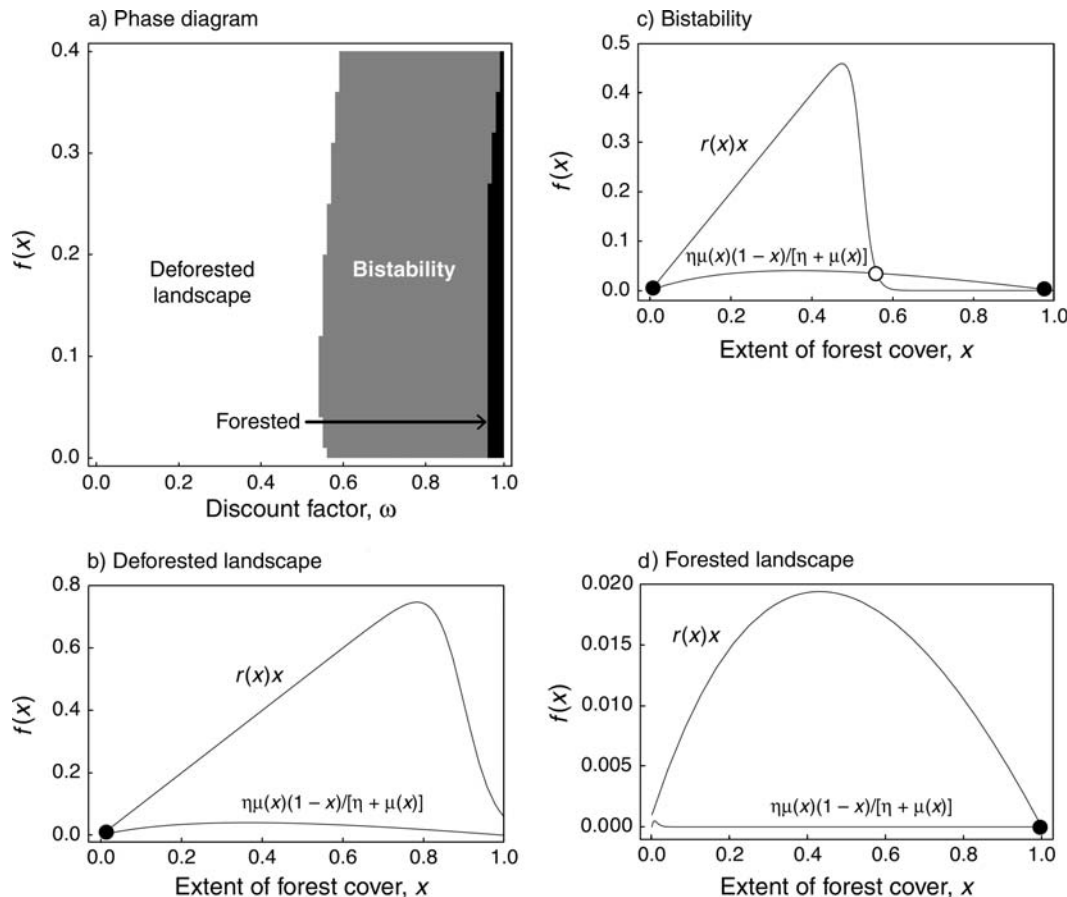 a) Phase diagram
0.4
0.3
0.2
0.1
0.0
f(x)
Deforested
landscape
Bistability
Forested
0.0 0.2 0.4 0.6 0.8 1.0
Discount factor, ω
c) Bistability
0.5
0.4
0.3
0.2
0.1
0.0
f(x)
r(x)x
ημ(x)(1 - x)/[η + μ(x)]
0.0 0.2 0.4 0.6 0.8 1.0
Extent of forest cover, x
b) Deforested landscape
0.8
0.6
0.4
0.2
0.0
f(x)
r(x)x
ημ(x)(1 - x)/[η + μ(x)]
0.0 0.2 0.4 0.6 0.8 1.0
Extent of forest cover, x
d) Forested landscape
0.020
0.015
0.010
0.005
0.000
f(x)
r(x)x
ημ(x)(1 - x)/[η + μ(x)]
0.0 0.2 0.4 0.6 0.8 1.0
Extent of forest cover, x